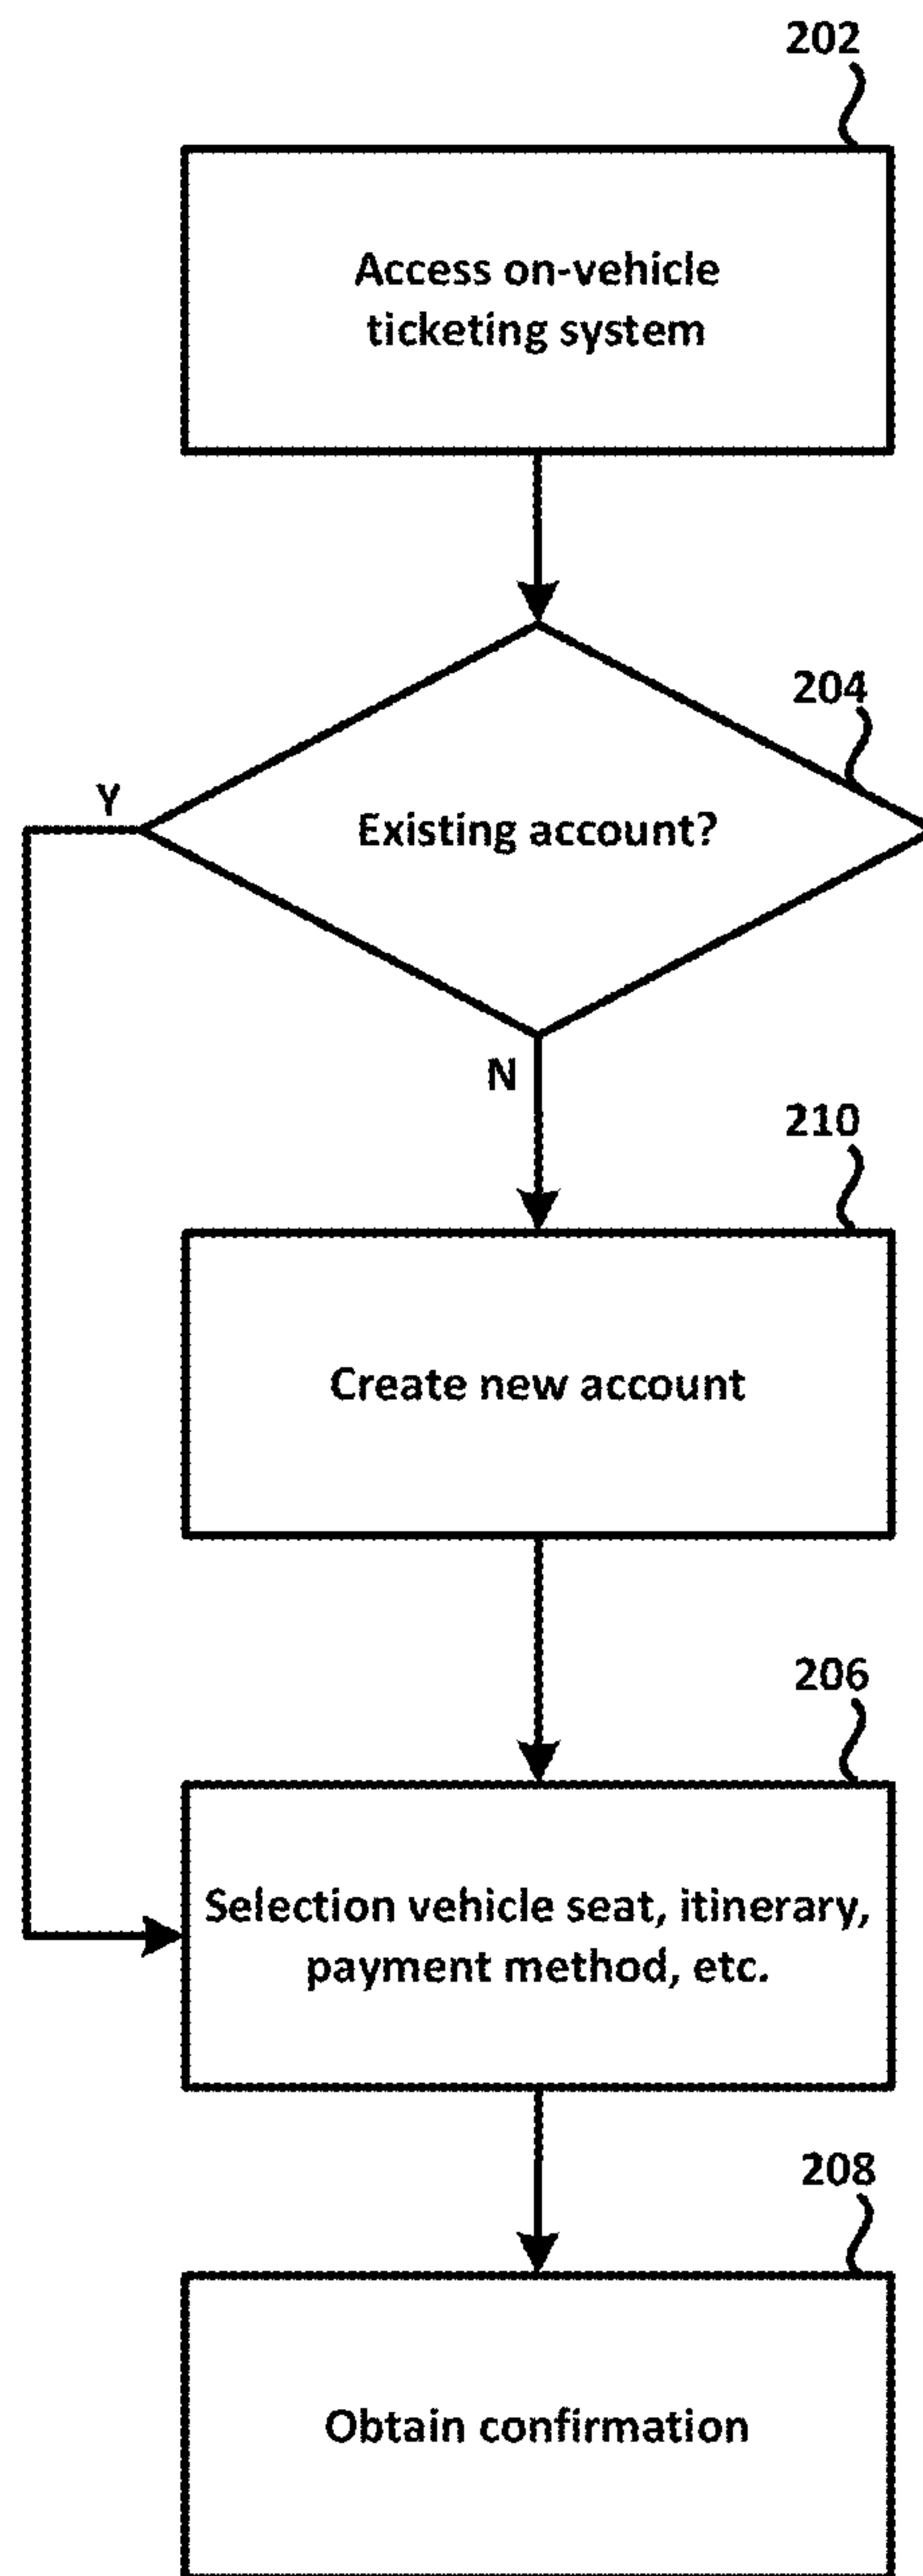 202
Access on-vehicle
ticketing system
204
Y
Existing account?
N
210
Create new account
206
Selection vehicle seat, itinerary,
payment method, etc.
208
Obtain confirmation